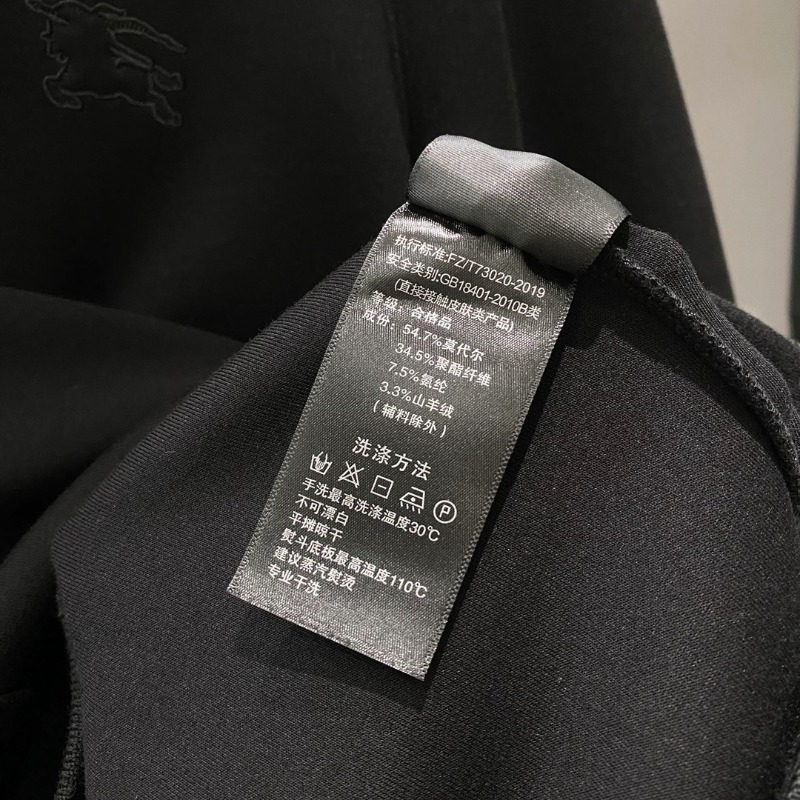 执行标准:FZ/T73020-2019
安全类别:GB18401-2010B类
(直接接触皮肤类产品)
等级:合格品
成份:54.7%莫代尔
34.5%聚酯纤维
7.5%氨纶
3.3%山羊绒
(辅料除外)
洗涤方法
P
手洗最高洗涤温度30℃
不可漂白
平摊晾干
熨斗底板最高温度110℃
建议蒸汽熨烫
专业干洗